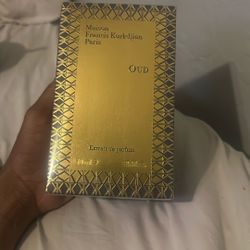 Maison
Francis Kurkdjian
Paris
OUD
Extrait de parfum